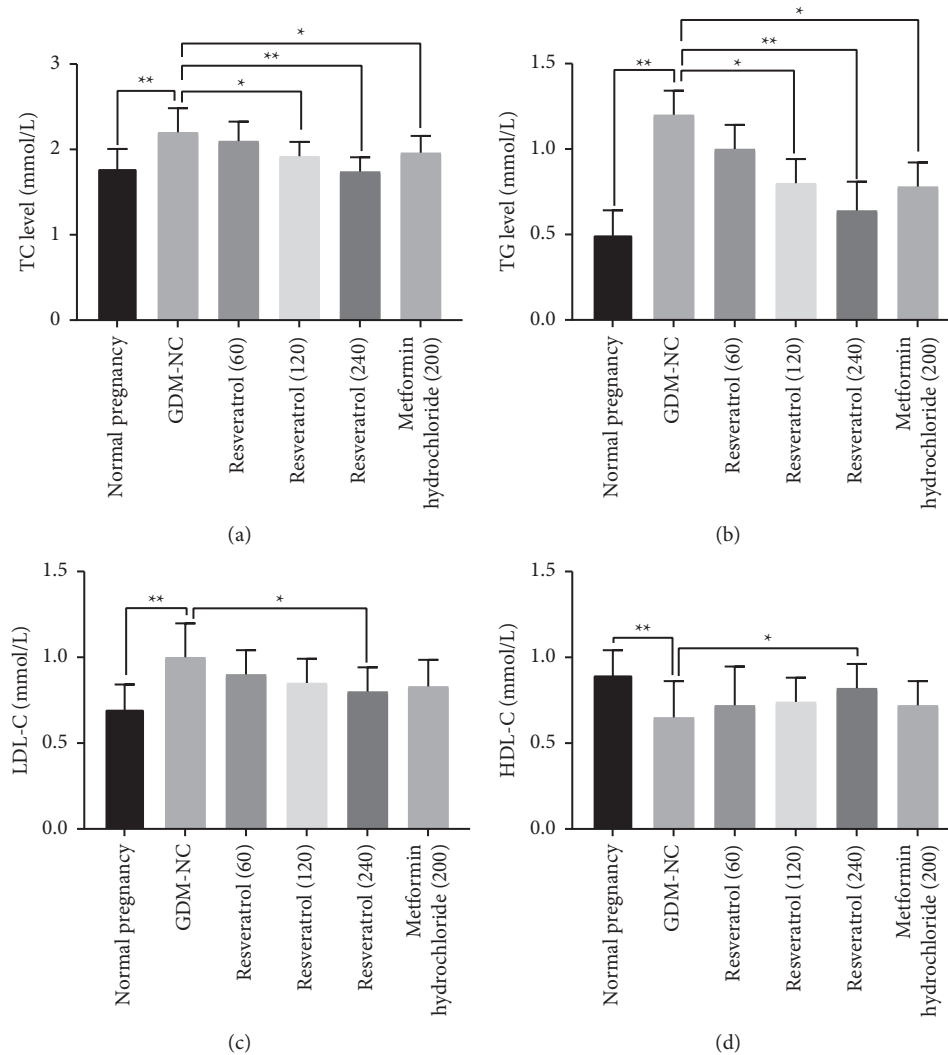 *
**
*
**
3
2
1
0
TC level (mmol/L)
Normal pregnancy
GDM-NC
Resveratrol (60)
Resveratrol (120)
Resveratrol (240)
Metformin
hydrochloride (200)
(a)
*
**
*
**
1.5
1.0
0.5
0.0
TG level (mmol/L)
Normal pregnancy
GDM-NC
Resveratrol (60)
Resveratrol (120)
Resveratrol (240)
Metformin
hydrochloride (200)
(b)
**
*
1.5
1.0
0.5
0.0
LDL-C (mmol/L)
Normal pregnancy
GDM-NC
Resveratrol (60)
Resveratrol (120)
Resveratrol (240)
Metformin
hydrochloride (200)
(c)
**
*
1.5
1.0
0.5
0.0
HDL-C (mmol/L)
Normal pregnancy
GDM-NC
Resveratrol (60)
Resveratrol (120)
Resveratrol (240)
Metformin
hydrochloride (200)
(d)